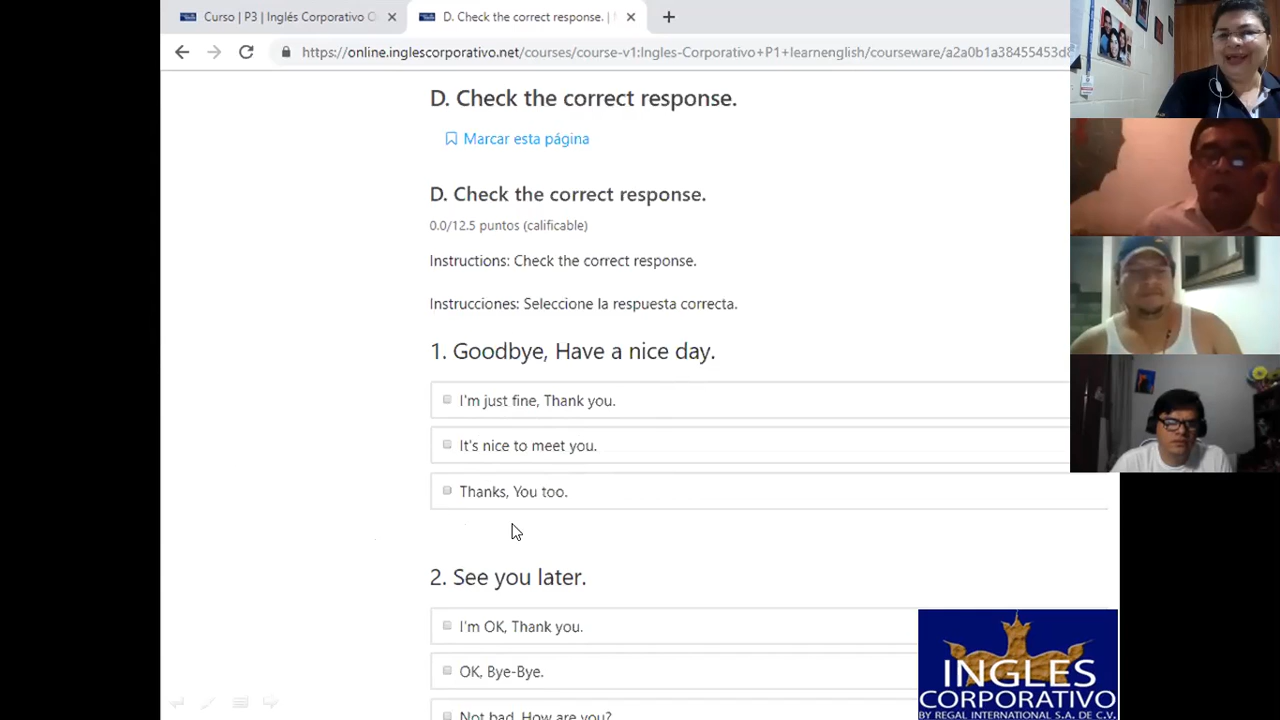 Curso | P3 | Inglés Corporativo O
D. Check the correct response. |
https://online.inglescorporativo.net/courses/course-v1:Ingles-Corporativo+P1+learnenglish/courseware/a2a0b1a38455453d8
D. Check the correct response.
Marcar esta página
D. Check the correct response.
0.0/12.5 puntos (calificable)
Instructions: Check the correct response.
Instrucciones: Seleccione la respuesta correcta.
1. Goodbye, Have a nice day.
I'm just fine, Thank you.
It's nice to meet you.
Thanks, You too.
2. See you later.
I'm OK, Thank you.
OK, Bye-Bye.
Not bad, How are you?
INGLES
CORPORATIVO
BY REGAL INTERNATIONAL S.A. DE C.V.